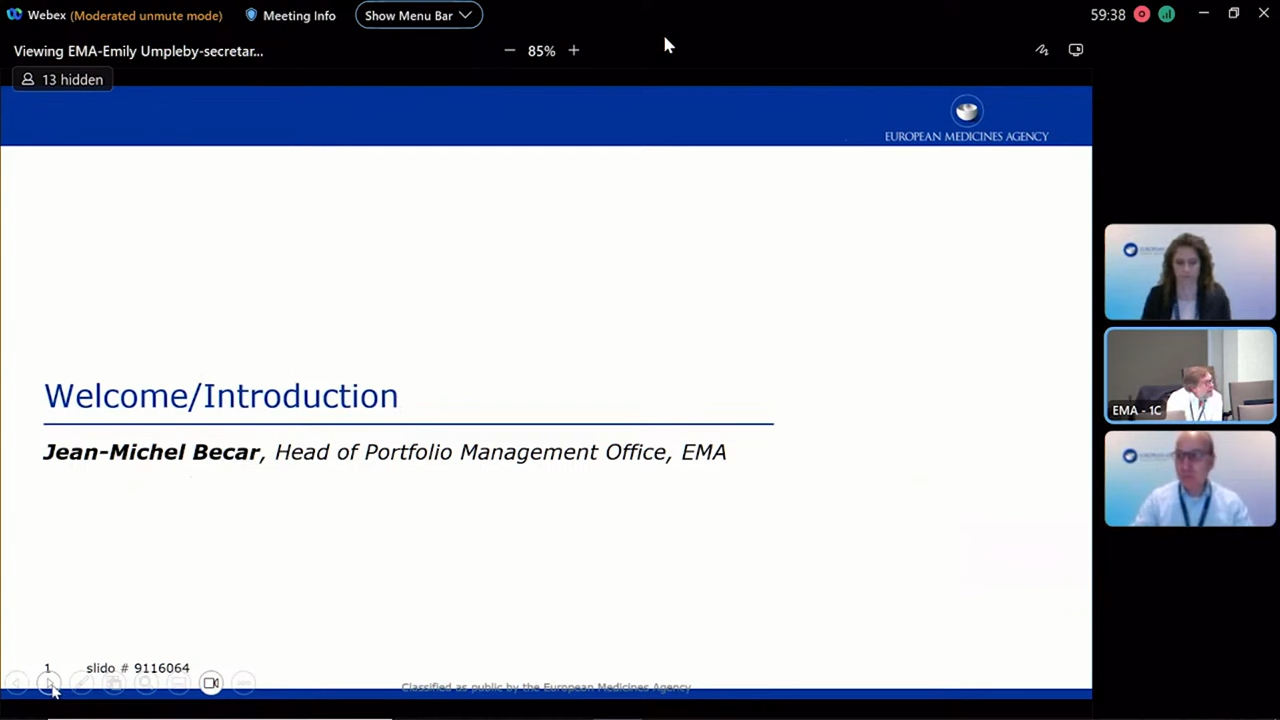 Webex (Moderated unmute mode) Meeting Info Show Menu Bar 59:38
Viewing EMA-Emily Umpleby-secretar... 85%
13 hidden
EUROPEAN MEDICINES AGENCY
Welcome/Introduction
Jean-Michel Becar, Head of Portfolio Management Office, EMA
EMA - 1C
1 slido # 9116064
Classified as public by the European Medicines Agency